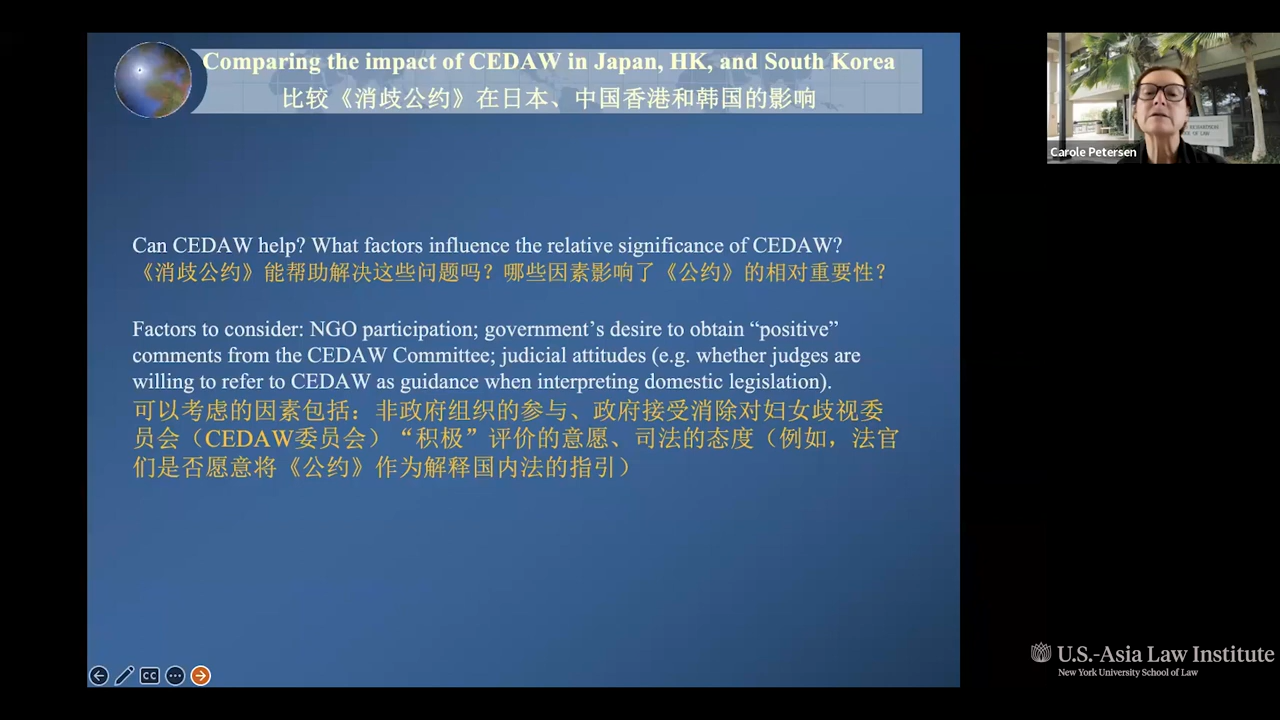 Comparing the impact of CEDAW in Japan, HK, and South Korea
比较《消歧公约》在日本、中国香港和韩国的影响
Can CEDAW help? What factors influence the relative significance of CEDAW?
《消歧公约》能帮助解决这些问题吗？哪些因素影响了《公约》的相对重要性？
Factors to consider: NGO participation; government’s desire to obtain “positive”
comments from the CEDAW Committee; judicial attitudes (e.g. whether judges are
willing to refer to CEDAW as guidance when interpreting domestic legislation).
可以考虑的因素包括：非政府组织的参与、政府接受消除对妇女歧视委
员会（CEDAW委员会）“积极”评价的意愿、司法的态度（例如，法官
们是否愿意将《公约》作为解释国内法的指引）
CC
Carole Petersen
U.S.-Asia Law Institute
New York University School of Law